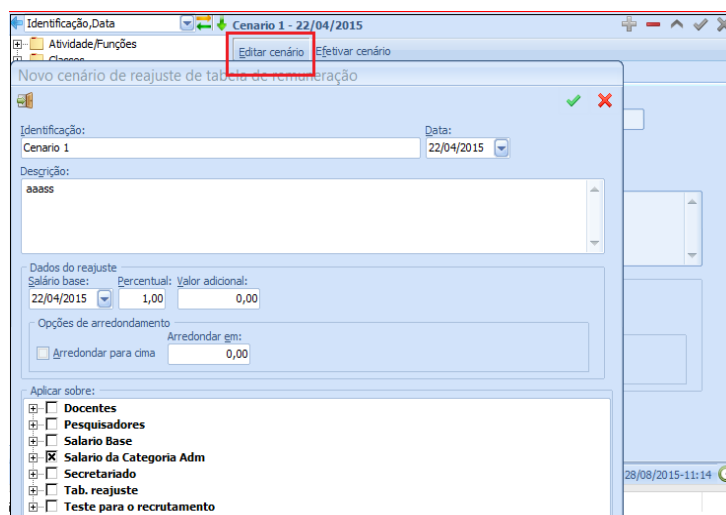 Identificação,Data
Cenario 1 - 22/04/2015
Atividade/Funções
Classes
Editar cenário
Efetivar cenário
Novo cenário de reajuste de tabela de remuneração
Identificação:
Data:
Cenario 1
22/04/2015
Descrição:
aaass
Dados do reajuste
Salário base:
Percentual:
Valor adicional:
22/04/2015
1,00
0,00
Opções de arredondamento
Arredondar em:
Arredondar para cima
0,00
Aplicar sobre:
Docentes
Pesquisadores
Salario Base
Salario da Categoria Adm
Secretariado
28/08/2015-11:14
Tab. reajuste
Teste para o recrutamento